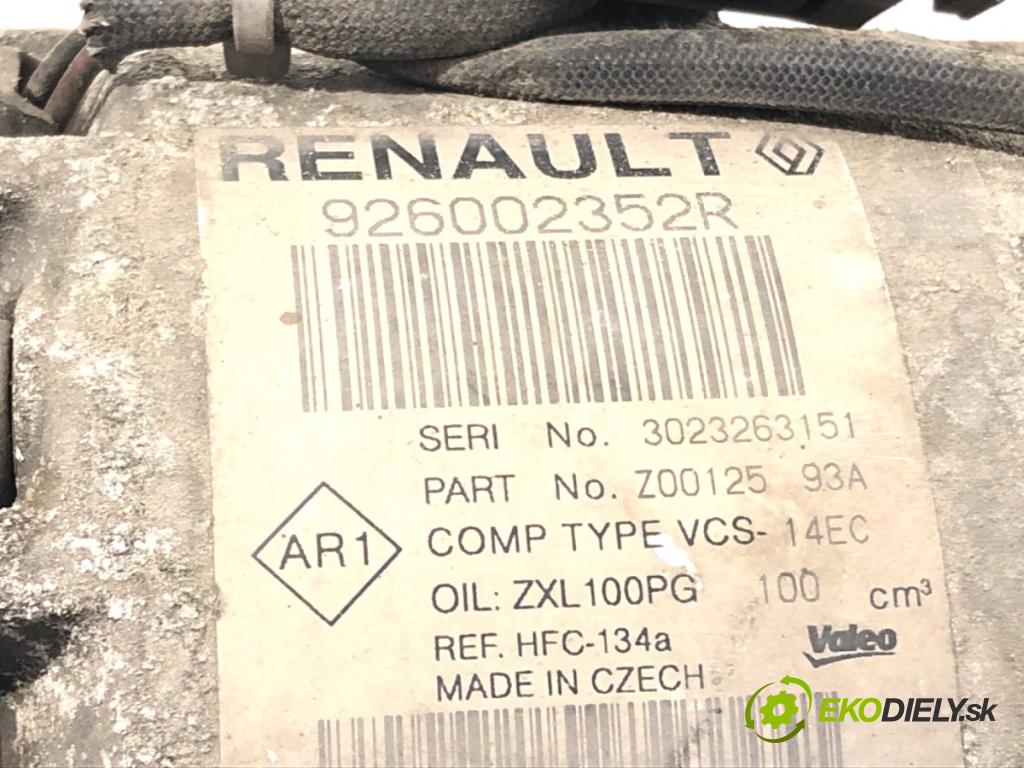 RENAULT
926002352R
SERI No. 3023263151
PART No. Z00125 93A
AR1
COMP TYPE VCS- 14EC
OIL: ZXL100PG 100 cm³
REF. HFC-134a
Valeo
MADE IN CZECH
EKODIELY.sk